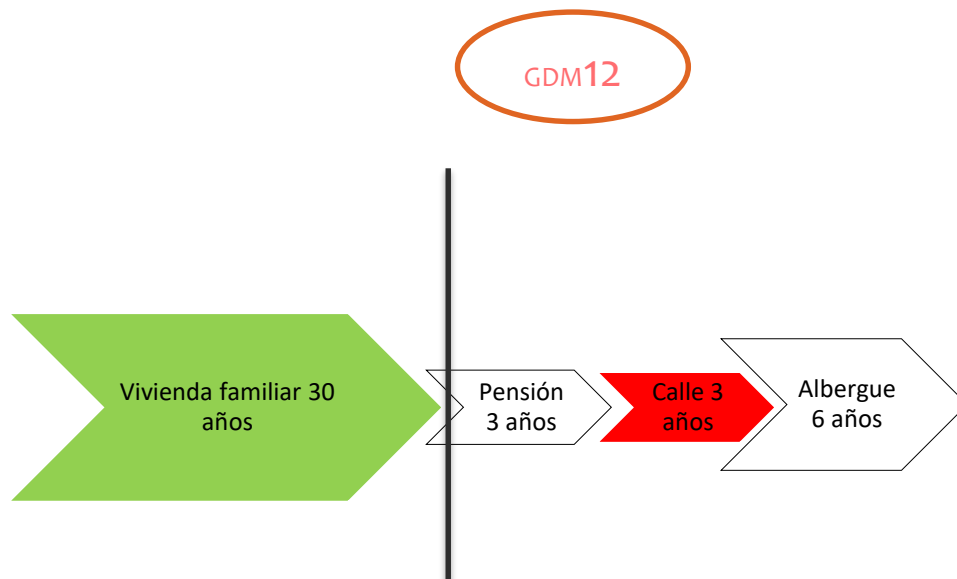 GDM12
Vivienda familiar 30
años
Pensión
3 años
Calle 3
años
Albergue
6 años